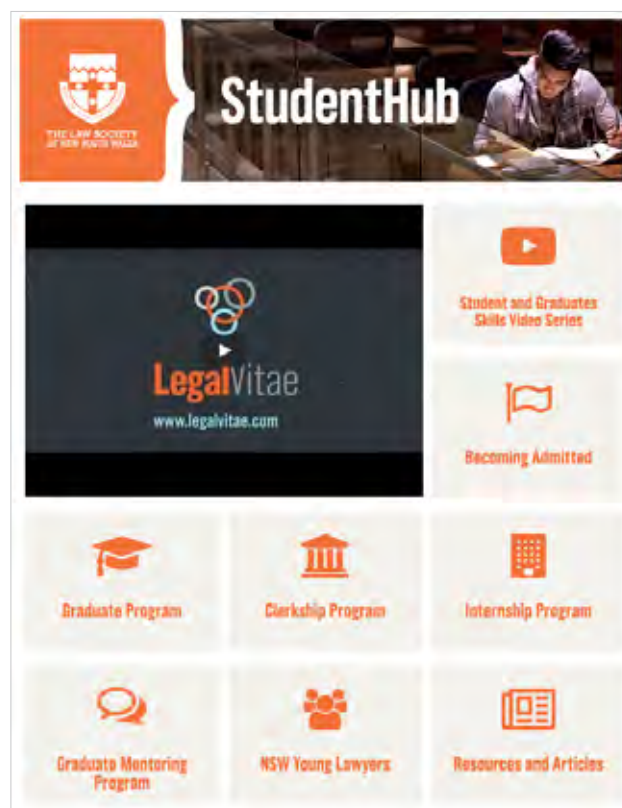 THE LAW SOCIETY
OF NEW SOUTH WALES
StudentHub
LegalVitae
www.legalvitae.com
Student and Graduates
Skills Video Series
Becoming Admitted
Graduate Program
Clerkship Program
Internship Program
Graduate Mentoring
Program
NSW Young Lawyers
Resources and Articles